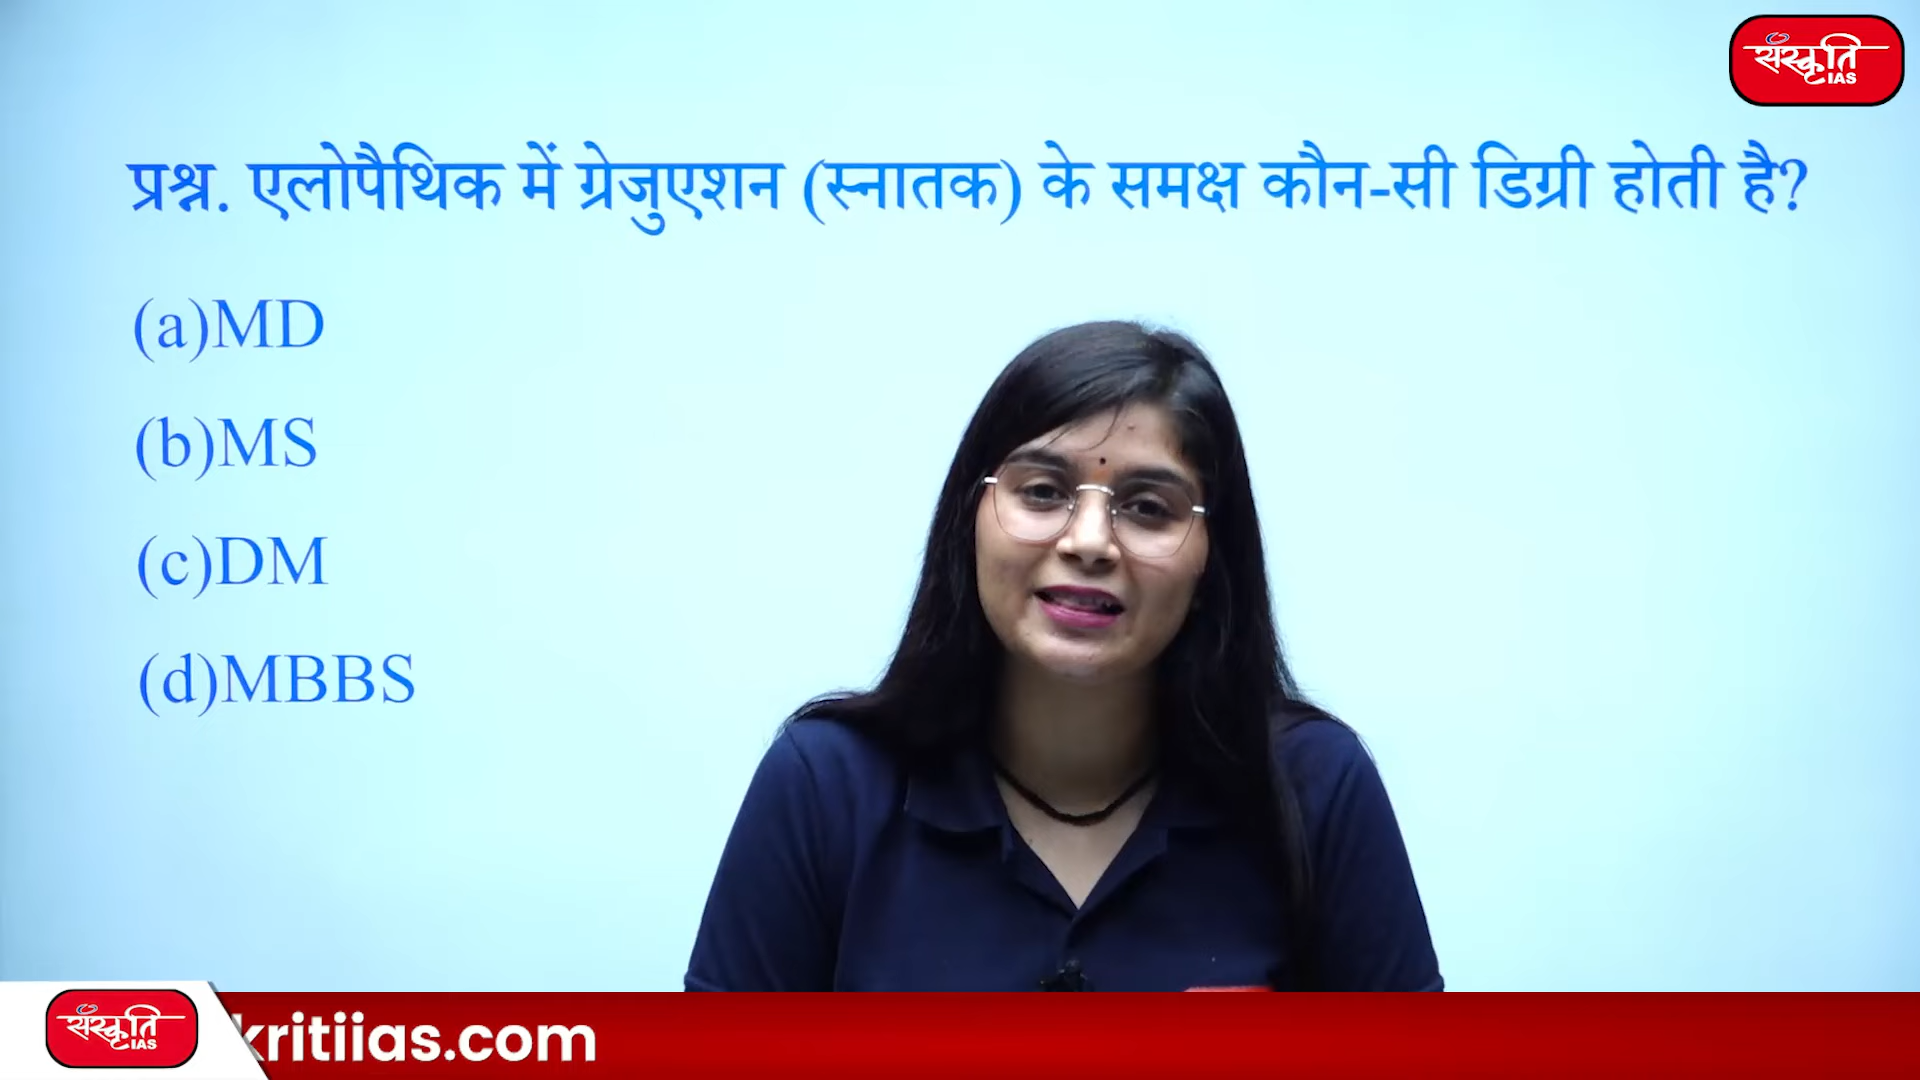 संस्कृति
IAS
प्रश्न. एलोपैथिक में ग्रेजुएशन (स्नातक) के समक्ष कौन-सी डिग्री होती है?
(a)MD
(b)MS
(c)DM
(d)MBBS
संस्कृति
IAS
kritiias.com